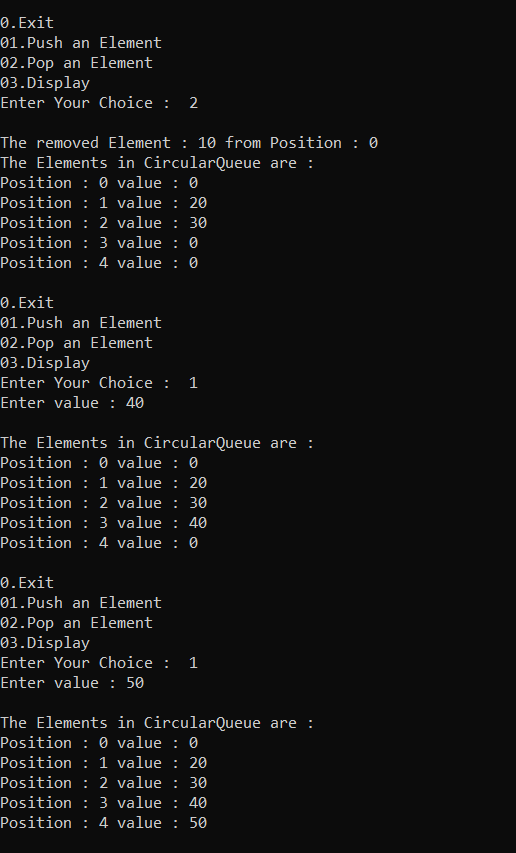 0.Exit
01.Push an Element
02.Pop an Element
03.Display
Enter Your Choice :  2
The removed Element : 10 from Position : 0
The Elements in CircularQueue are :
Position : 0 value : 0
Position : 1 value : 20
Position : 2 value : 30
Position : 3 value : 0
Position : 4 value : 0
0.Exit
01.Push an Element
02.Pop an Element
03.Display
Enter Your Choice :  1
Enter value : 40
The Elements in CircularQueue are :
Position : 0 value : 0
Position : 1 value : 20
Position : 2 value : 30
Position : 3 value : 40
Position : 4 value : 0
0.Exit
01.Push an Element
02.Pop an Element
03.Display
Enter Your Choice :  1
Enter value : 50
The Elements in CircularQueue are :
Position : 0 value : 0
Position : 1 value : 20
Position : 2 value : 30
Position : 3 value : 40
Position : 4 value : 50